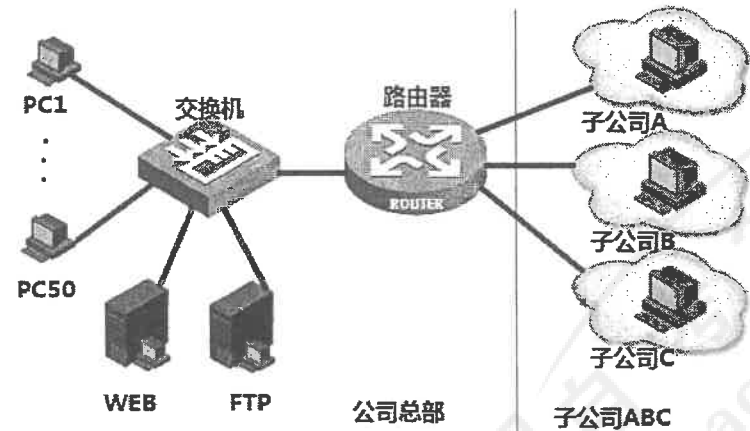 PC1
交换机
路由器
子公司A
ROUTER
子公司B
PC50
子公司C
WEB
FTP
公司总部
子公司ABC